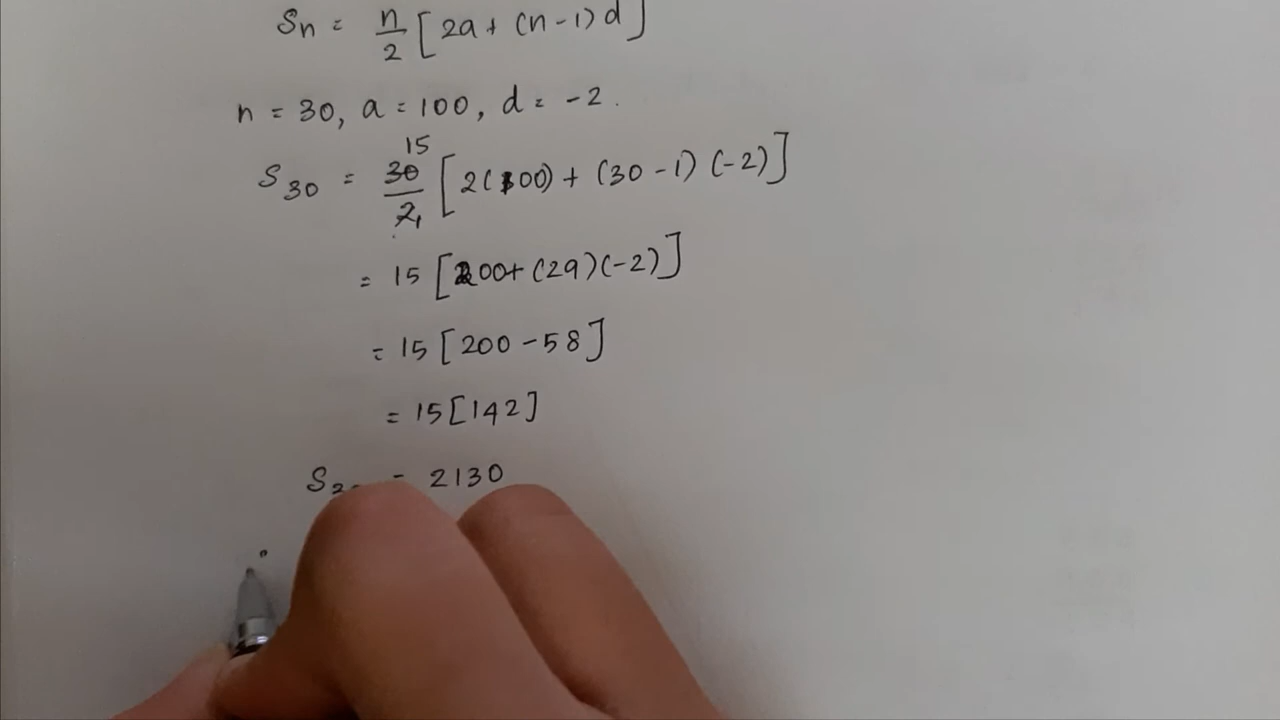 Sn = n/2 [2a + (n-1)d]
n = 30, a = 100, d = -2.
15
S30 = 30/2 1 [2(100) + (30-1)(-2)]
= 15 [200+ (29)(-2)]
= 15 [200 -58]
= 15 [142]
= 2130